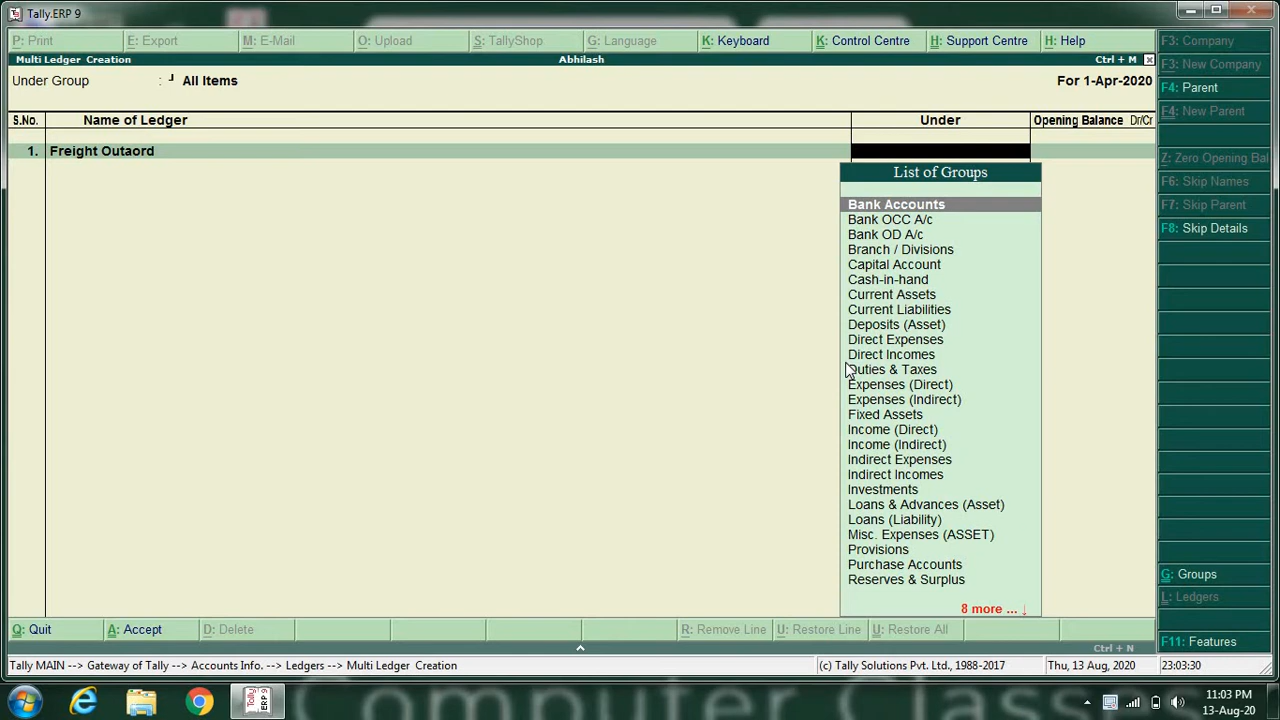 Tally.ERP 9
P: Print E: Export M: E-Mail O: Upload S: TallyShop G: Language K: Keyboard K: Control Centre H: Support Centre H: Help
F3: Company
Multi Ledger Creation Abhilash Ctrl + M
F3: New Company
Under Group : All Items For 1-Apr-2020
F4: Parent
F4: New Parent
S.No. Name of Ledger Under Opening Balance Dr/Cr
1. Freight Outaord
Z: Zero Opening Bal
List of Groups
F6: Skip Names
Bank Accounts
F7: Skip Parent
Bank OCC A/c
F8: Skip Details
Bank OD A/c
Branch / Divisions
Capital Account
Cash-in-hand
Current Assets
Current Liabilities
Deposits (Asset)
Direct Expenses
Direct Incomes
Duties & Taxes
Expenses (Direct)
Expenses (Indirect)
Fixed Assets
Income (Direct)
Income (Indirect)
Indirect Expenses
Indirect Incomes
Investments
Loans & Advances (Asset)
Loans (Liability)
Misc. Expenses (ASSET)
Provisions
Purchase Accounts
G: Groups
Reserves & Surplus
L: Ledgers
8 more ... ↓
Q: Quit A: Accept D: Delete R: Remove Line U: Restore Line U: Restore All
F11: Features
Ctrl + N
Tally MAIN --> Gateway of Tally --> Accounts Info. --> Ledgers --> Multi Ledger Creation (c) Tally Solutions Pvt. Ltd., 1988-2017 Thu, 13 Aug, 2020 23:03:30
Tally
ERP 9
11:03 PM
13-Aug-20